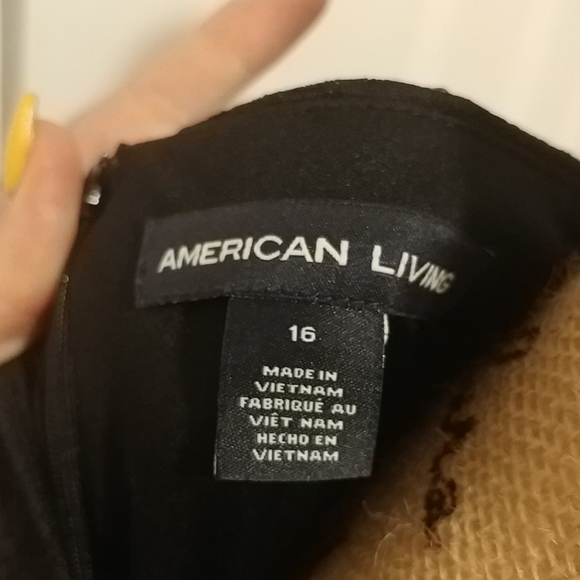 AMERICAN LIVING
16
MADE IN
VIETNAM
FABRIQUÉ AU
VIÊT NAM
HECHO EN
VIETNAM